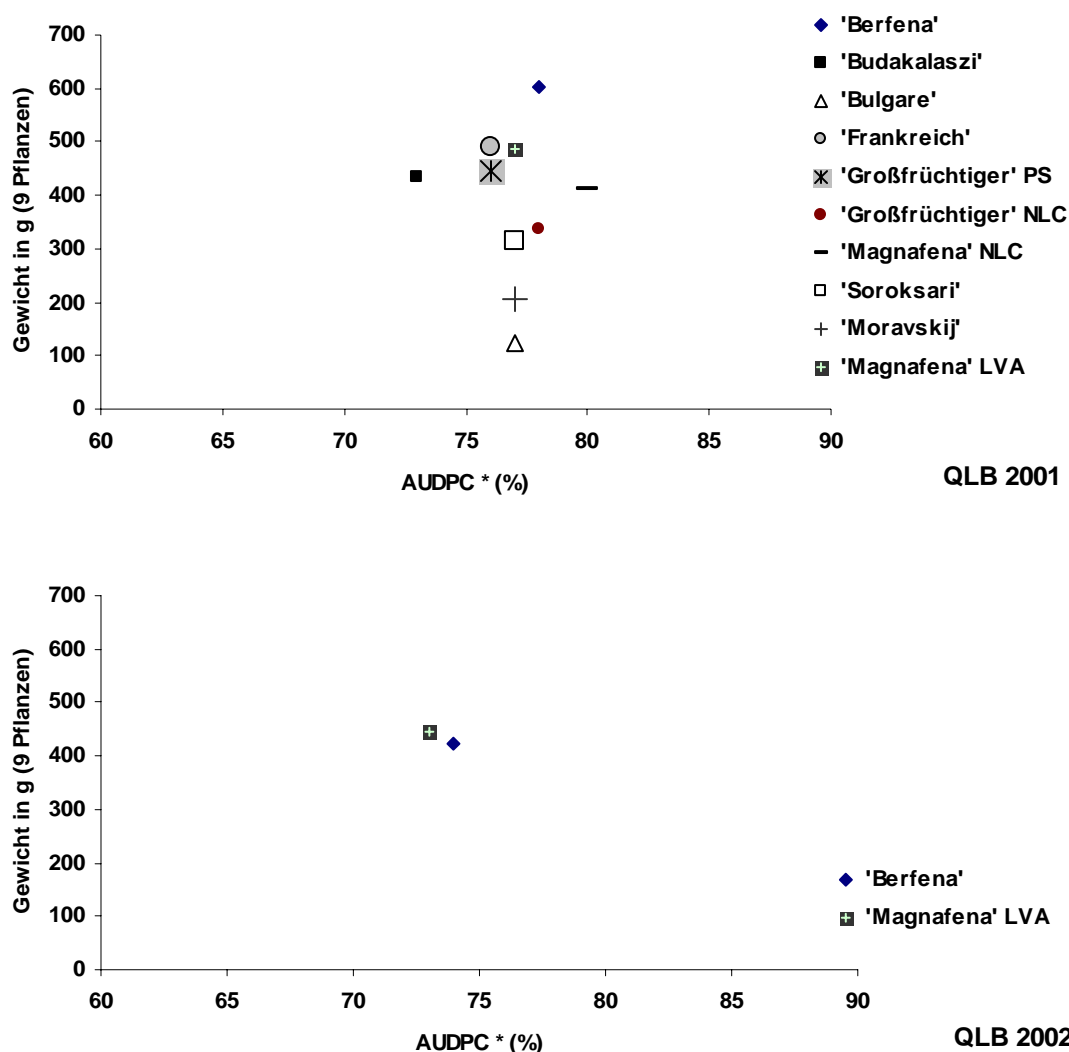 700
600
500
400
300
200
100
0
Gewicht in g (9 Pflanzen)
60 65 70 75 80 85 90
AUDPC * (%)
'Berfena'
'Budakalaszi'
'Bulgare'
'Frankreich'
'Großfrüchtiger' PS
'Großfrüchtiger' NLC
'Magnafena' NLC
'Soroksari'
'Moravskij'
'Magnafena' LVA
QLB 2001
700
600
500
400
300
200
100
0
Gewicht in g (9 Pflanzen)
60 65 70 75 80 85 90
AUDPC * (%)
'Berfena'
'Magnafena' LVA
QLB 2002